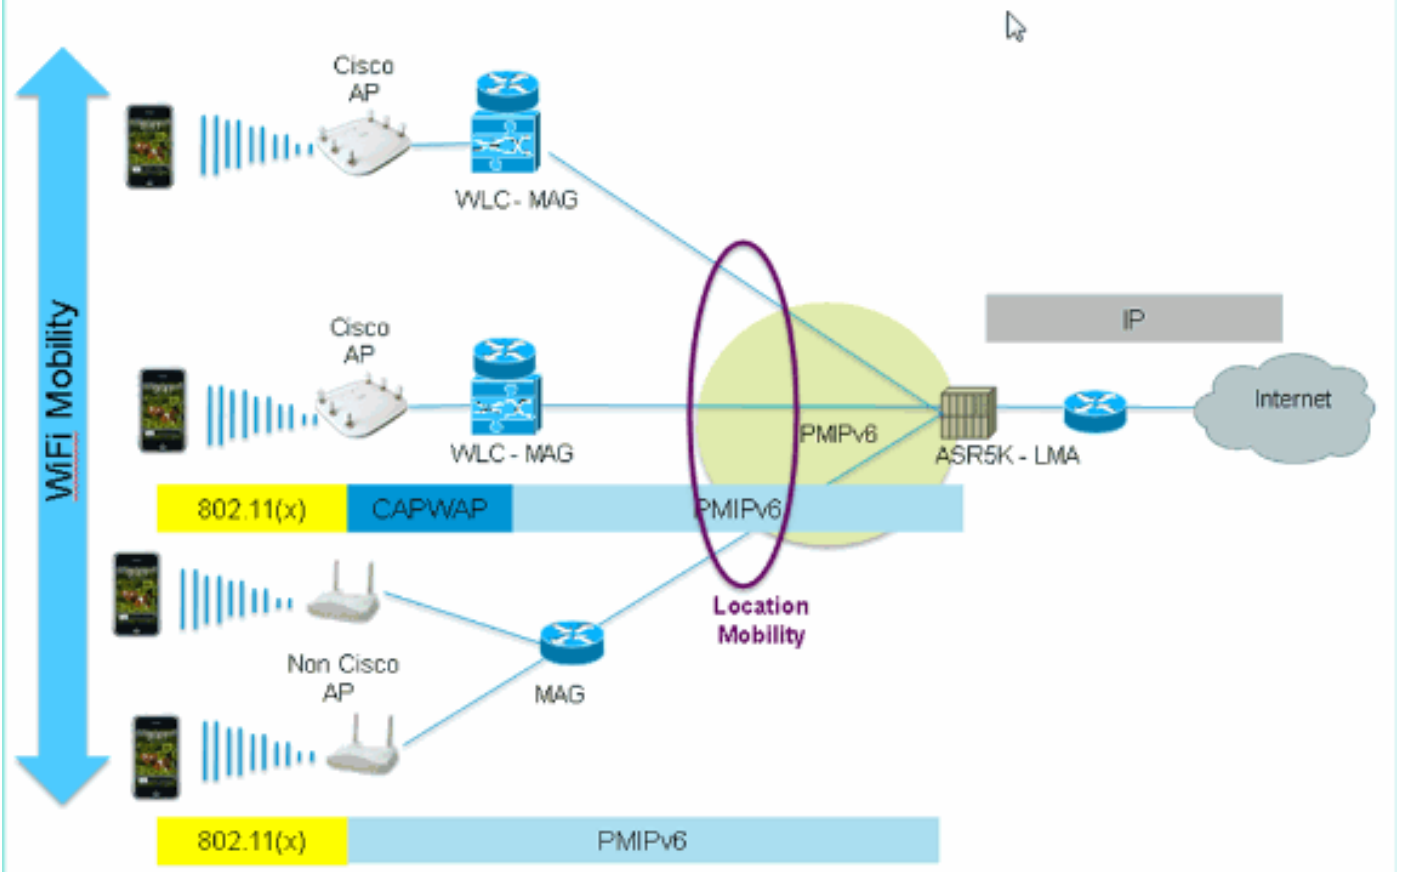 Cisco
AP
WLC - MAG
WiFi Mobility
Cisco
AP
WLC - MAG
IP
Internet
PMIPv6
ASR5K - LMA
802.11(x)
CAPWAP
PMIPv6
Location
Mobility
Non Cisco
AP
MAG
802.11(x)
PMIPv6